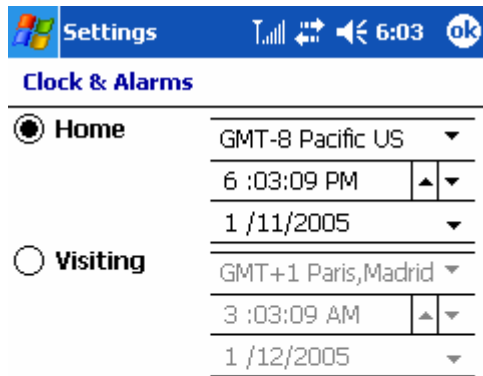 Settings 6:03 ok
Clock & Alarms
Home
GMT-8 Pacific US
6 :03:09 PM
1 /11/2005
Visiting
GMT+1 Paris,Madrid
3 :03:09 AM
1 /12/2005